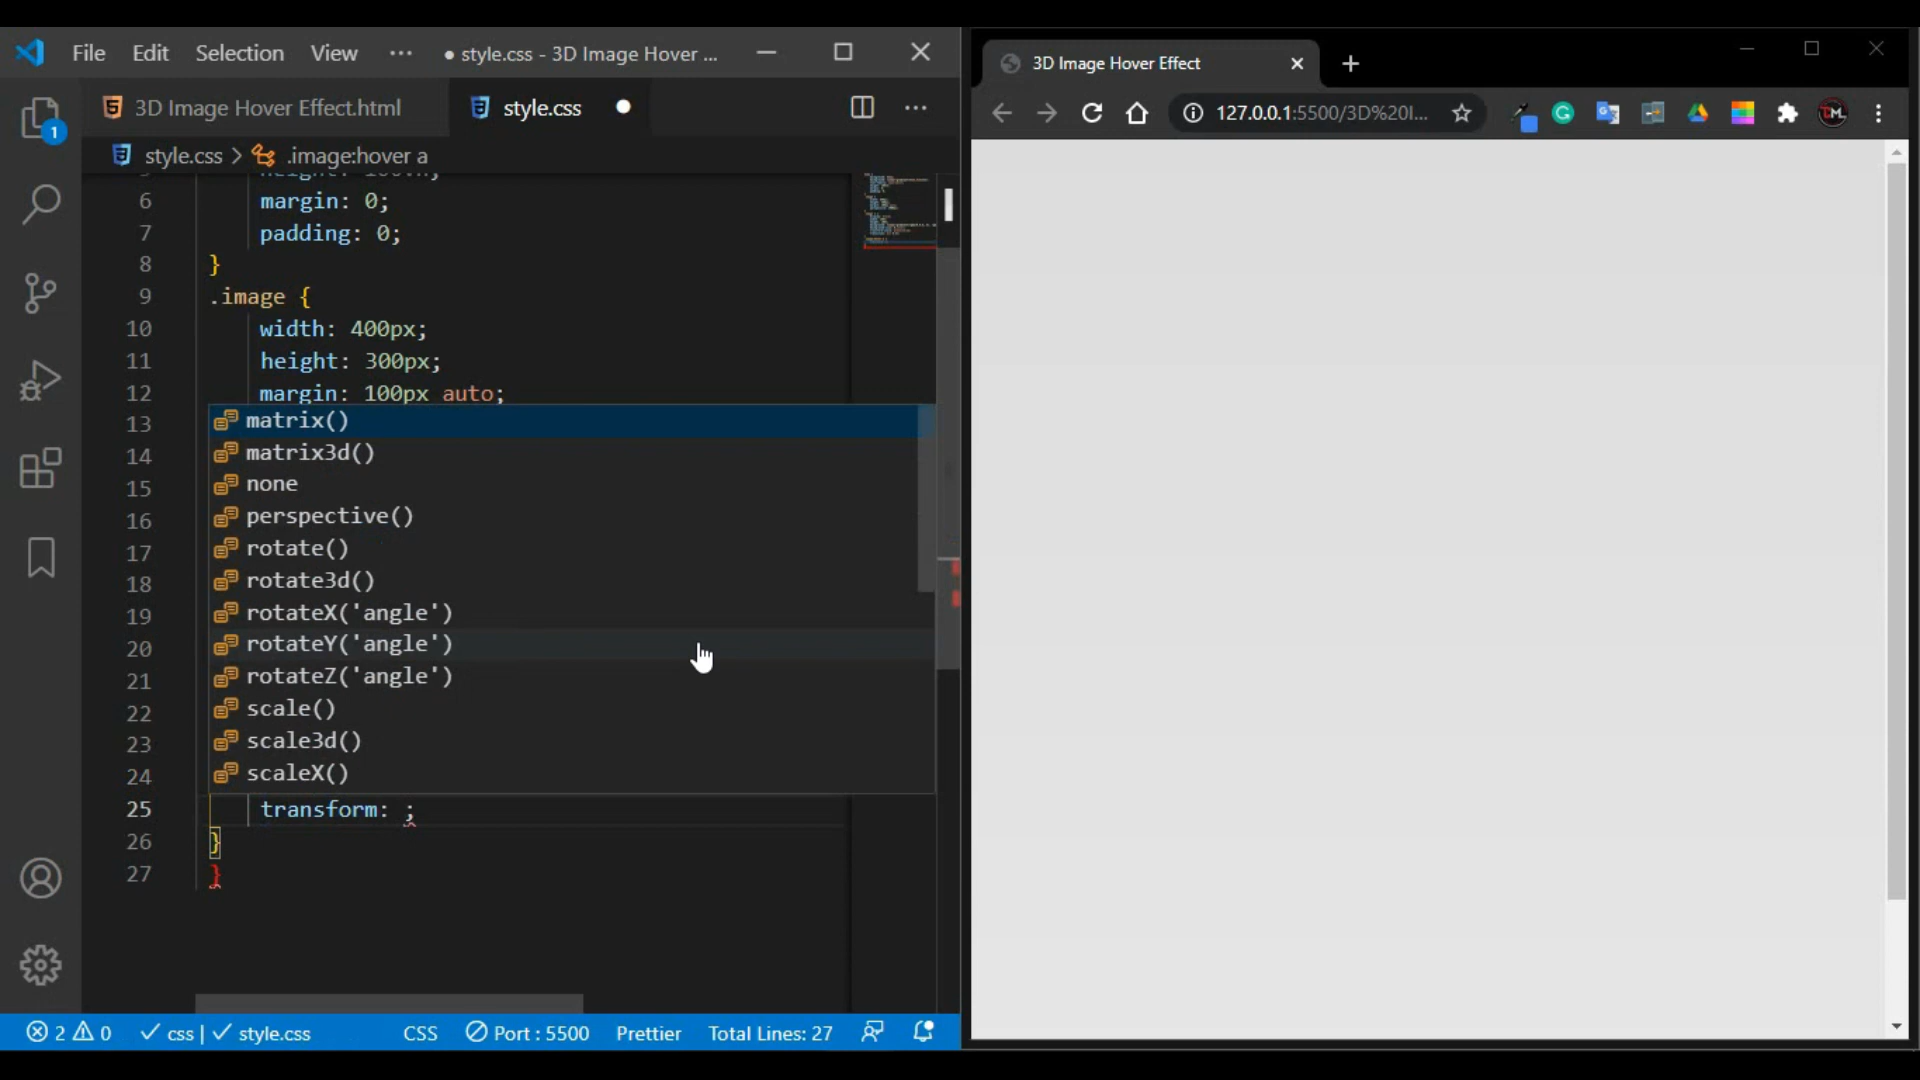 File Edit Selection View ··· ● style.css - 3D Image Hover ...
3D Image Hover Effect.html style.css ●
style.css > .image:hover a
6 margin: 0;
7 padding: 0;
8 }
9 .image {
10 width: 400px;
11 height: 300px;
12 margin: 100px auto;
13 matrix()
14 matrix3d()
15 none
16 perspective()
17 rotate()
18 rotate3d()
19 rotateX('angle')
20 rotateY('angle')
21 rotateZ('angle')
22 scale()
23 scale3d()
24 scaleX()
25 transform: ;
26 }
27 }
1
2 0 css | style.css CSS Port : 5500 Prettier Total Lines: 27
3D Image Hover Effect
127.0.0.1:5500/3D%20I...
TM